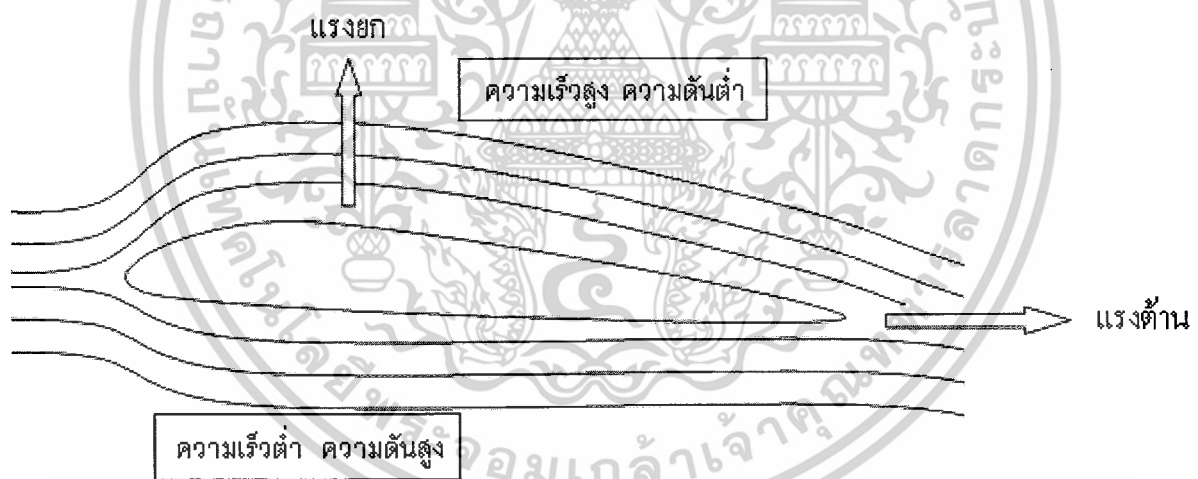 แรงยก
ความเร็วสูง ความดันต่ำ
แรงต้าน
ความเร็วต่ำ ความดันสูง